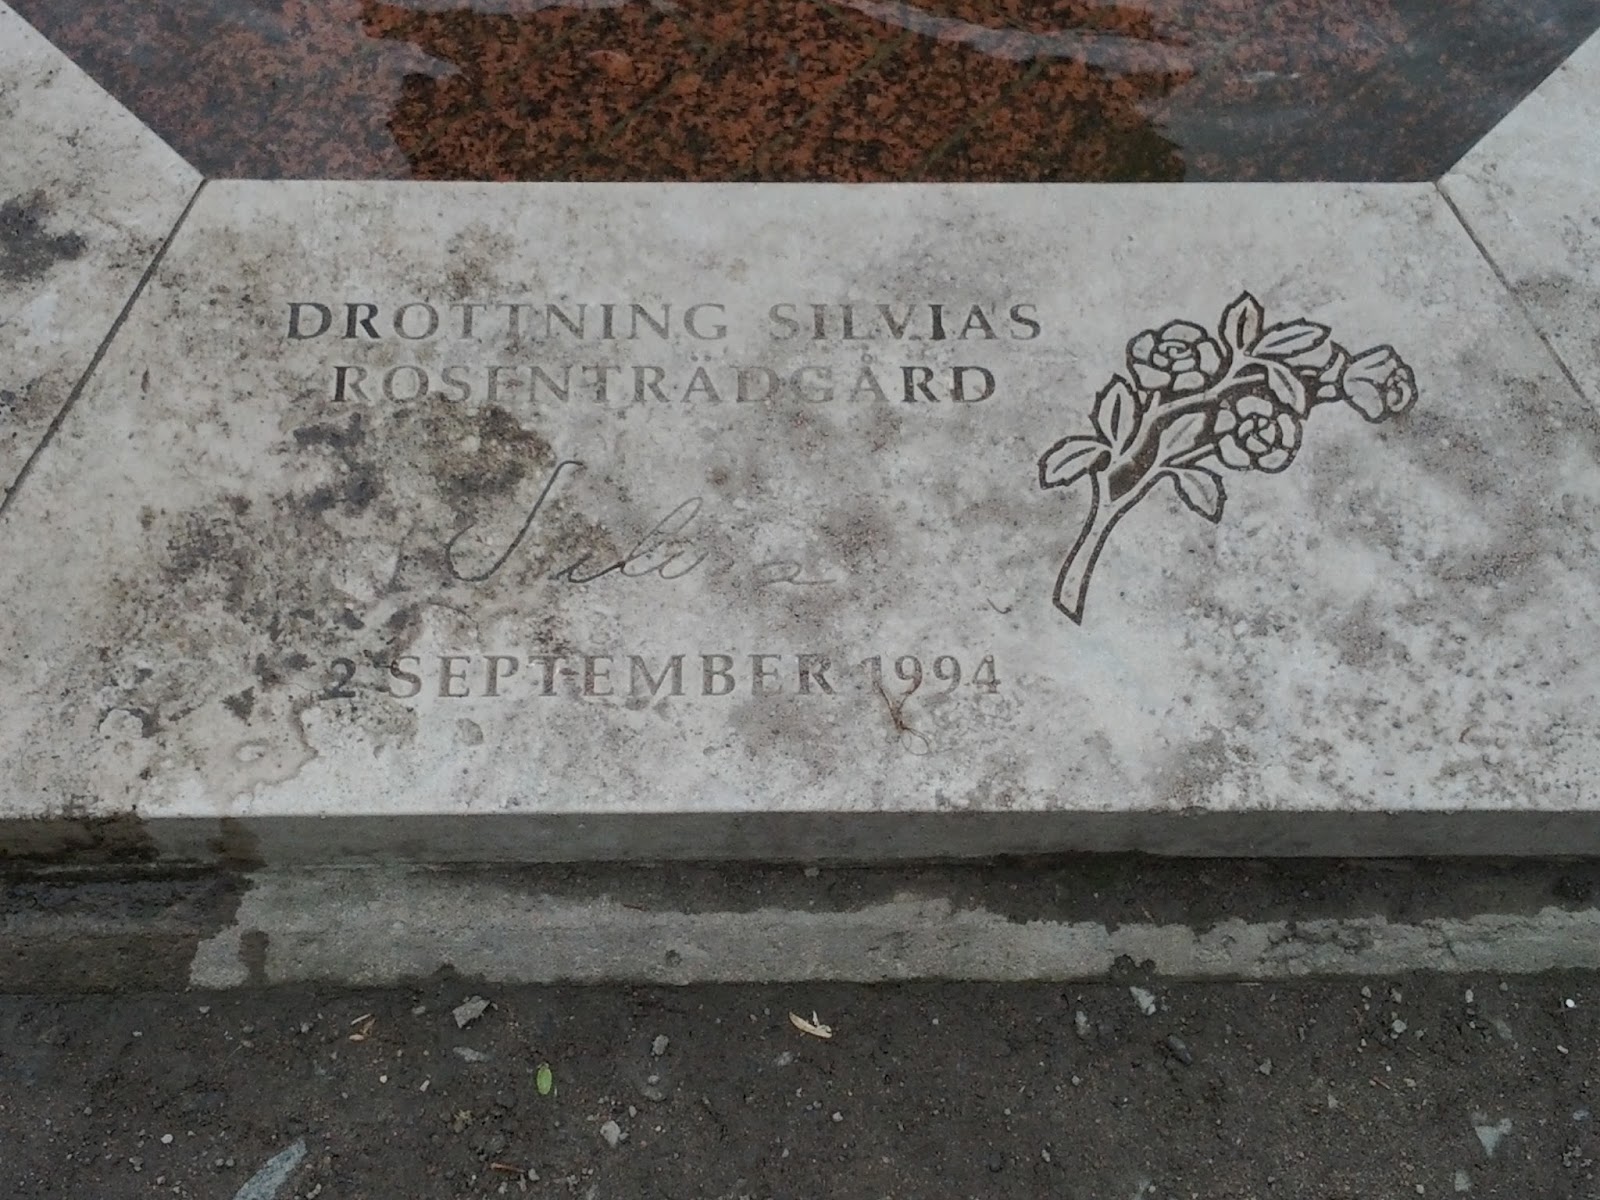 DROTTNING SILVIAS
ROSENTRÄDGÅRD
Silvia
2 SEPTEMBER 1994